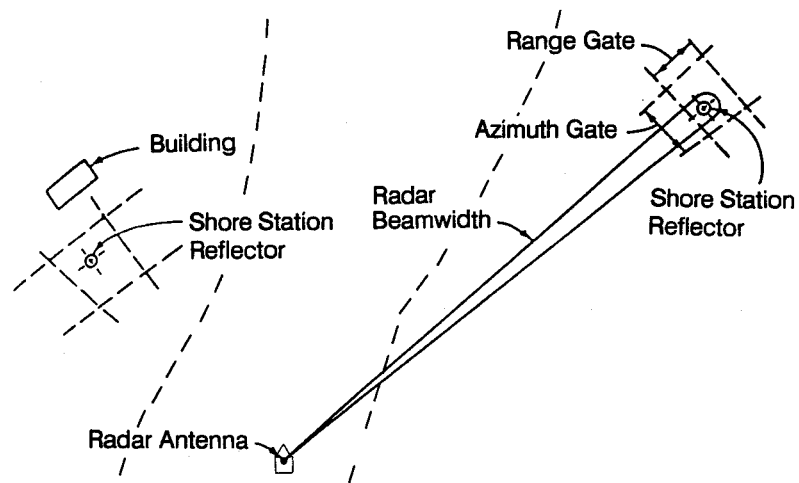 Range Gate
Azimuth Gate
Building
Radar
Beamwidth
Shore Station
Reflector
Shore Station
Reflector
Radar Antenna